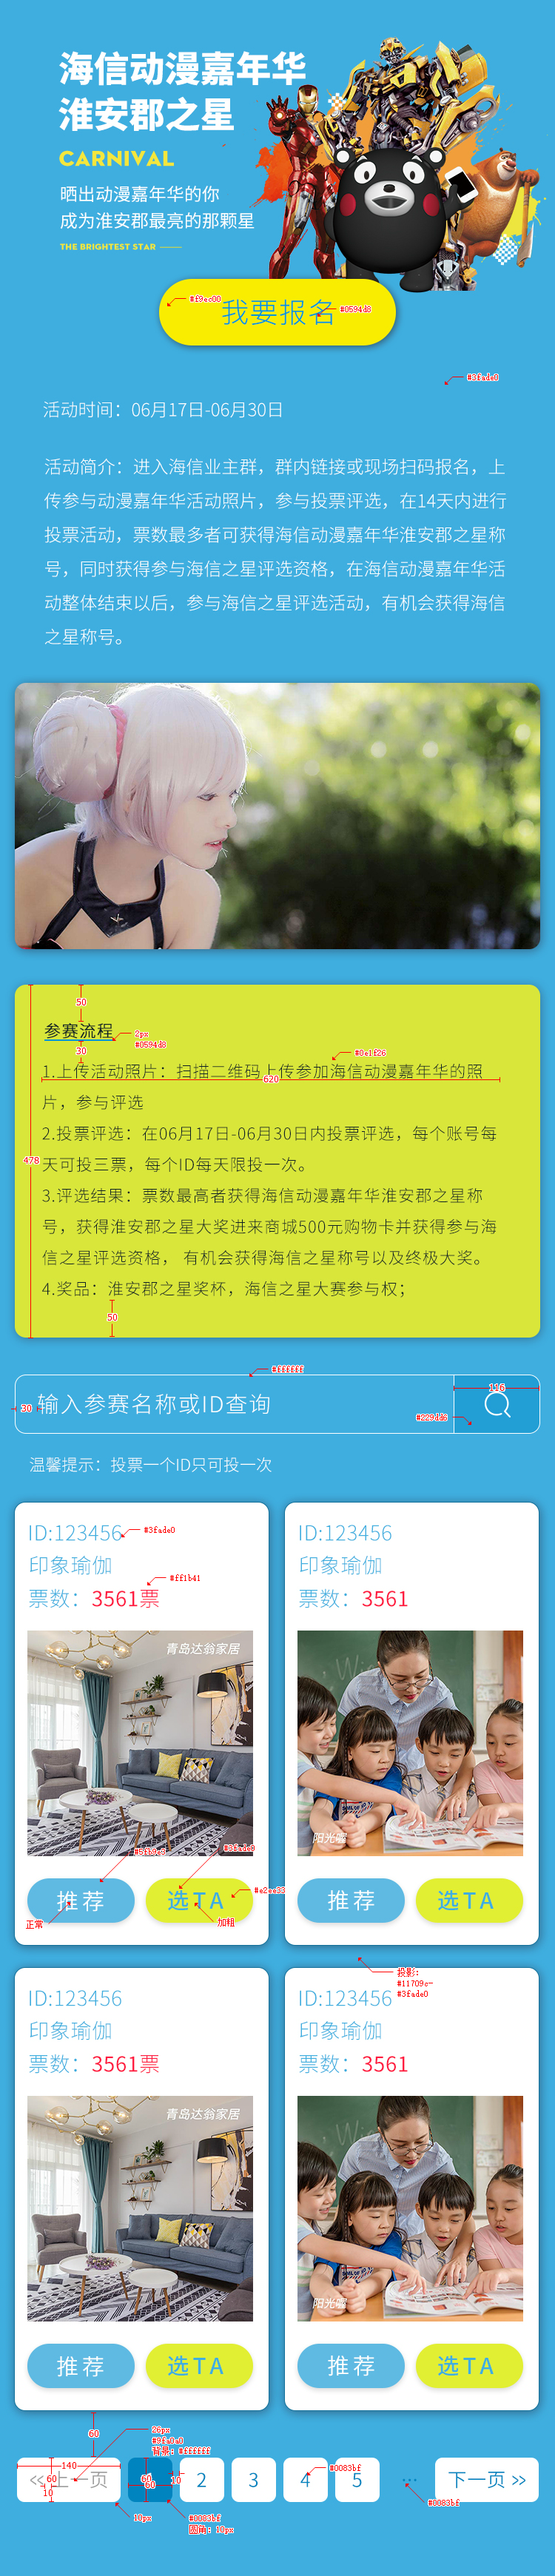 海信动漫嘉年华
淮安郡之星
CARNIVAL
晒出动漫嘉年华的你
成为淮安郡最亮的那颗星
THE BRIGHTEST STAR
#f9ec00
我要报名
#0594d8
#3fade0
活动时间：06月17日-06月30日
活动简介：进入海信业主群，群内链接或现场扫码报名，上
传参与动漫嘉年华活动照片，参与投票评选，在14天内进行
投票活动，票数最多者可获得海信动漫嘉年华淮安郡之星称
号，同时获得参与海信之星评选资格，在海信动漫嘉年华活
动整体结束以后，参与海信之星评选活动，有机会获得海信
之星称号。
50
参赛流程
2px
#0594d8
30
#0e1f26
1.上传活动照片：扫描二维码上传参加海信动漫嘉年华的照
620
片，参与评选
2.投票评选：在06月17日-06月30日内投票评选，每个账号每
478
天可投三票，每个ID每天限投一次。
3.评选结果：票数最高者获得海信动漫嘉年华淮安郡之星称
号，获得淮安郡之星大奖进来商城500元购物卡并获得参与海
信之星评选资格， 有机会获得海信之星称号以及终极大奖。
4.奖品：淮安郡之星奖杯，海信之星大赛参与权；
50
#ffffff
116
30
输入参赛名称或ID查询
#229fd6
温馨提示：投票一个ID只可投一次
ID:123456
#3fade0
印象瑜伽
#ff1b41
票数：3561票
青岛达翁家居
#3fade0
推荐
选TA
正常
加粗
ID:123456
印象瑜伽
票数：3561
阳光喔
推荐
选TA
投影：
#11709c-
#3fade0
ID:123456
印象瑜伽
票数：3561票
青岛达翁家居
推荐
选TA
ID:123456
印象瑜伽
票数：3561
阳光喔
推荐
选TA
60
26px
#9fa0a0
背景：#ffffff
140
<<上一页
60
10
60
60
10
2
3
4
#0083bf
5
...
下一页 >>
10px
#0083bf
圆角：10px
#0083bf